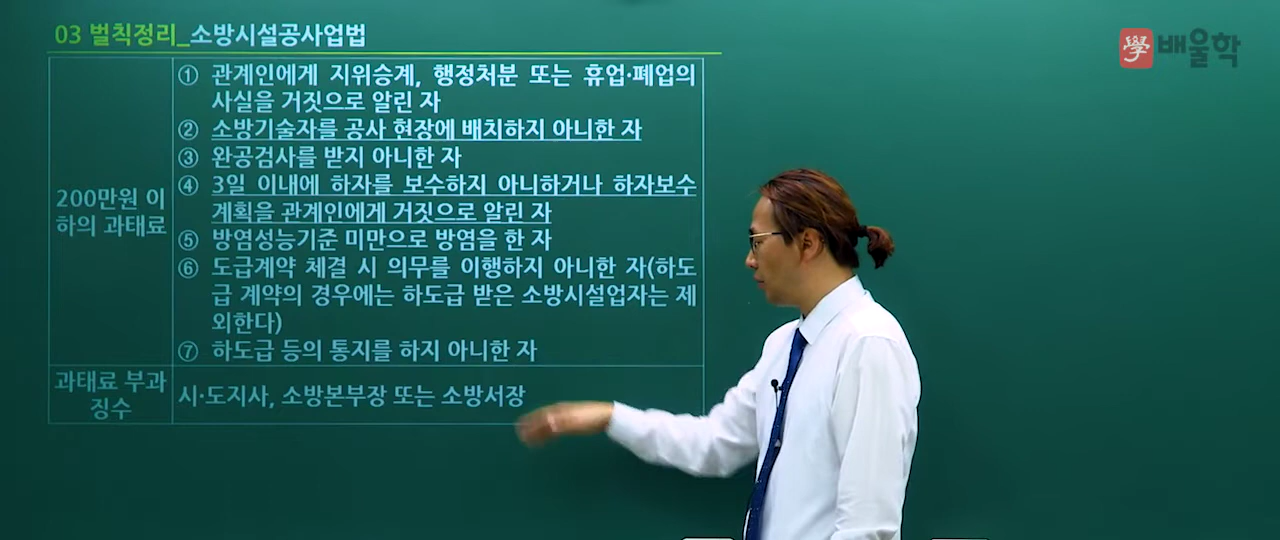 03 벌칙정리_소방시설공사업법
學 배울학
200만원 이
하의 과태료
① 관계인에게 지위승계, 행정처분 또는 휴업·폐업의
사실을 거짓으로 알린 자
② 소방기술자를 공사 현장에 배치하지 아니한 자
③ 완공검사를 받지 아니한 자
④ 3일 이내에 하자를 보수하지 아니하거나 하자보수
계획을 관계인에게 거짓으로 알린 자
⑤ 방염성능기준 미만으로 방염을 한 자
⑥ 도급계약 체결 시 의무를 이행하지 아니한 자(하도
급 계약의 경우에는 하도급 받은 소방시설업자는 제
외한다)
⑦ 하도급 등의 통지를 하지 아니한 자
과태료 부과
징수
시·도지사, 소방본부장 또는 소방서장